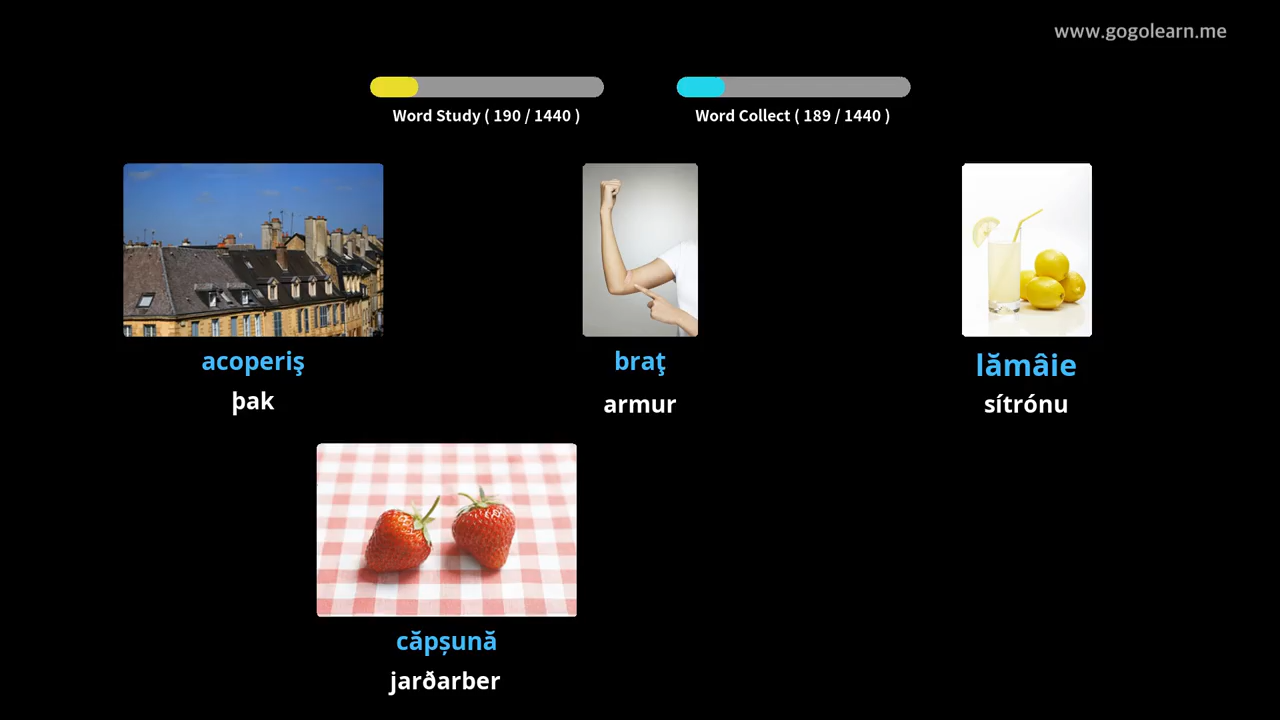 www.gogolearn.me
Word Study ( 190 / 1440 )
Word Collect ( 189 / 1440 )
acoperiş
braţ
lămâie
þak
armur
sítrónu
căpșună
jarðarber